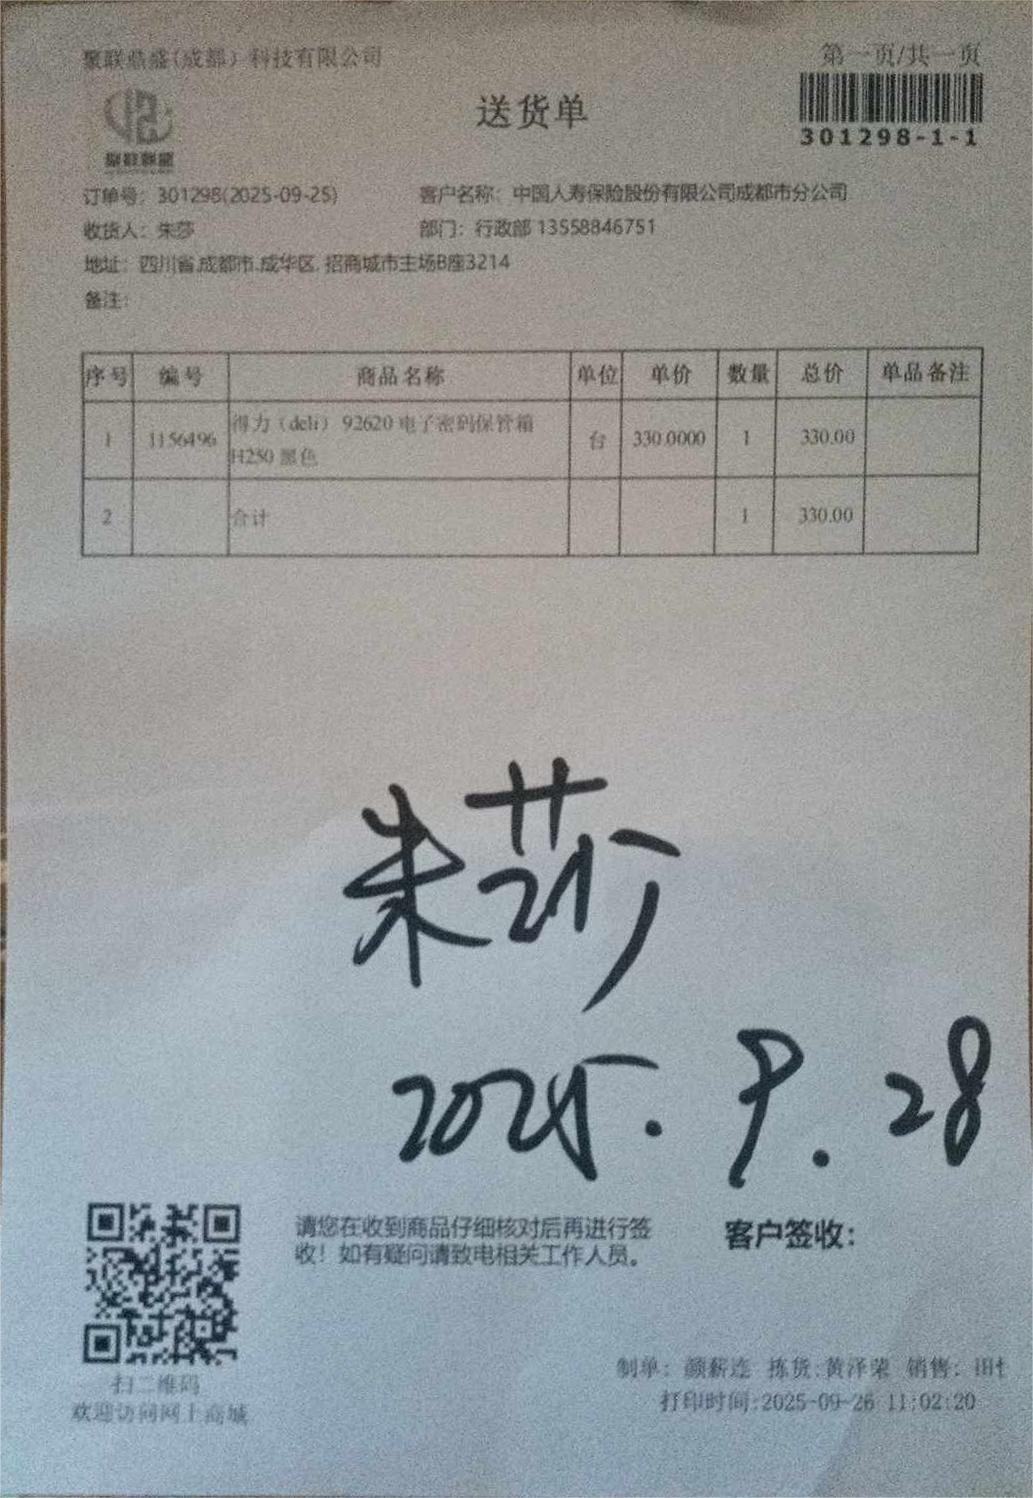 聚联鼎盛(成都)科技有限公司
第一页/共一页
送货单
301298-1-1
聚联鼎盛
订单号: 301298(2025-09-25) 客户名称: 中国人寿保险股份有限公司成都市分公司
收货人: 朱莎 部门: 行政部 13558846751
地址: 四川省.成都市.成华区. 招商城市主场B座3214
备注:
序号 编号 商品名称 单位 单价 数量 总价 单品备注
1 1156496 得力（deli） 92620 电子密码保管箱 台 330.0000 1 330.00
H250 黑色
2 合计 1 330.00
朱莎
2025.9.28
请您在收到商品仔细核对后再进行签
收！如有疑问请致电相关工作人员。
客户签收:
扫二维码
欢迎访问网上商城
制单: 颜薪连 拣货:黄泽荣 销售:
打印时间:2025-09-26 11:02:20